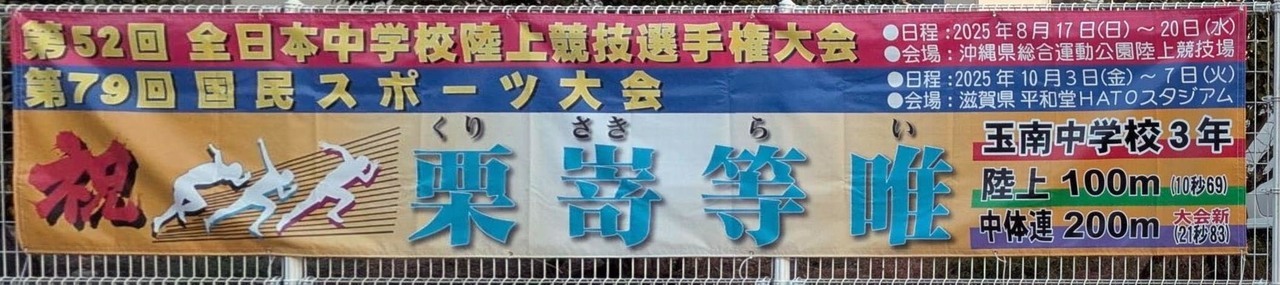 第52回 全日本中学校陸上競技選手権大会
●日程:2025年8月17日(日)~20日(水)
●会場:沖縄県総合運動公園陸上競技場
第79回 国民スポーツ大会
●日程:2025年10月3日(金)~7日(火)
●会場:滋賀県 平和堂HATOスタジアム
祝
くり さき ら い
栗嵜等唯
玉南中学校3年
陸上 100m (10秒69)
中体連 200m 大会新(21秒83)